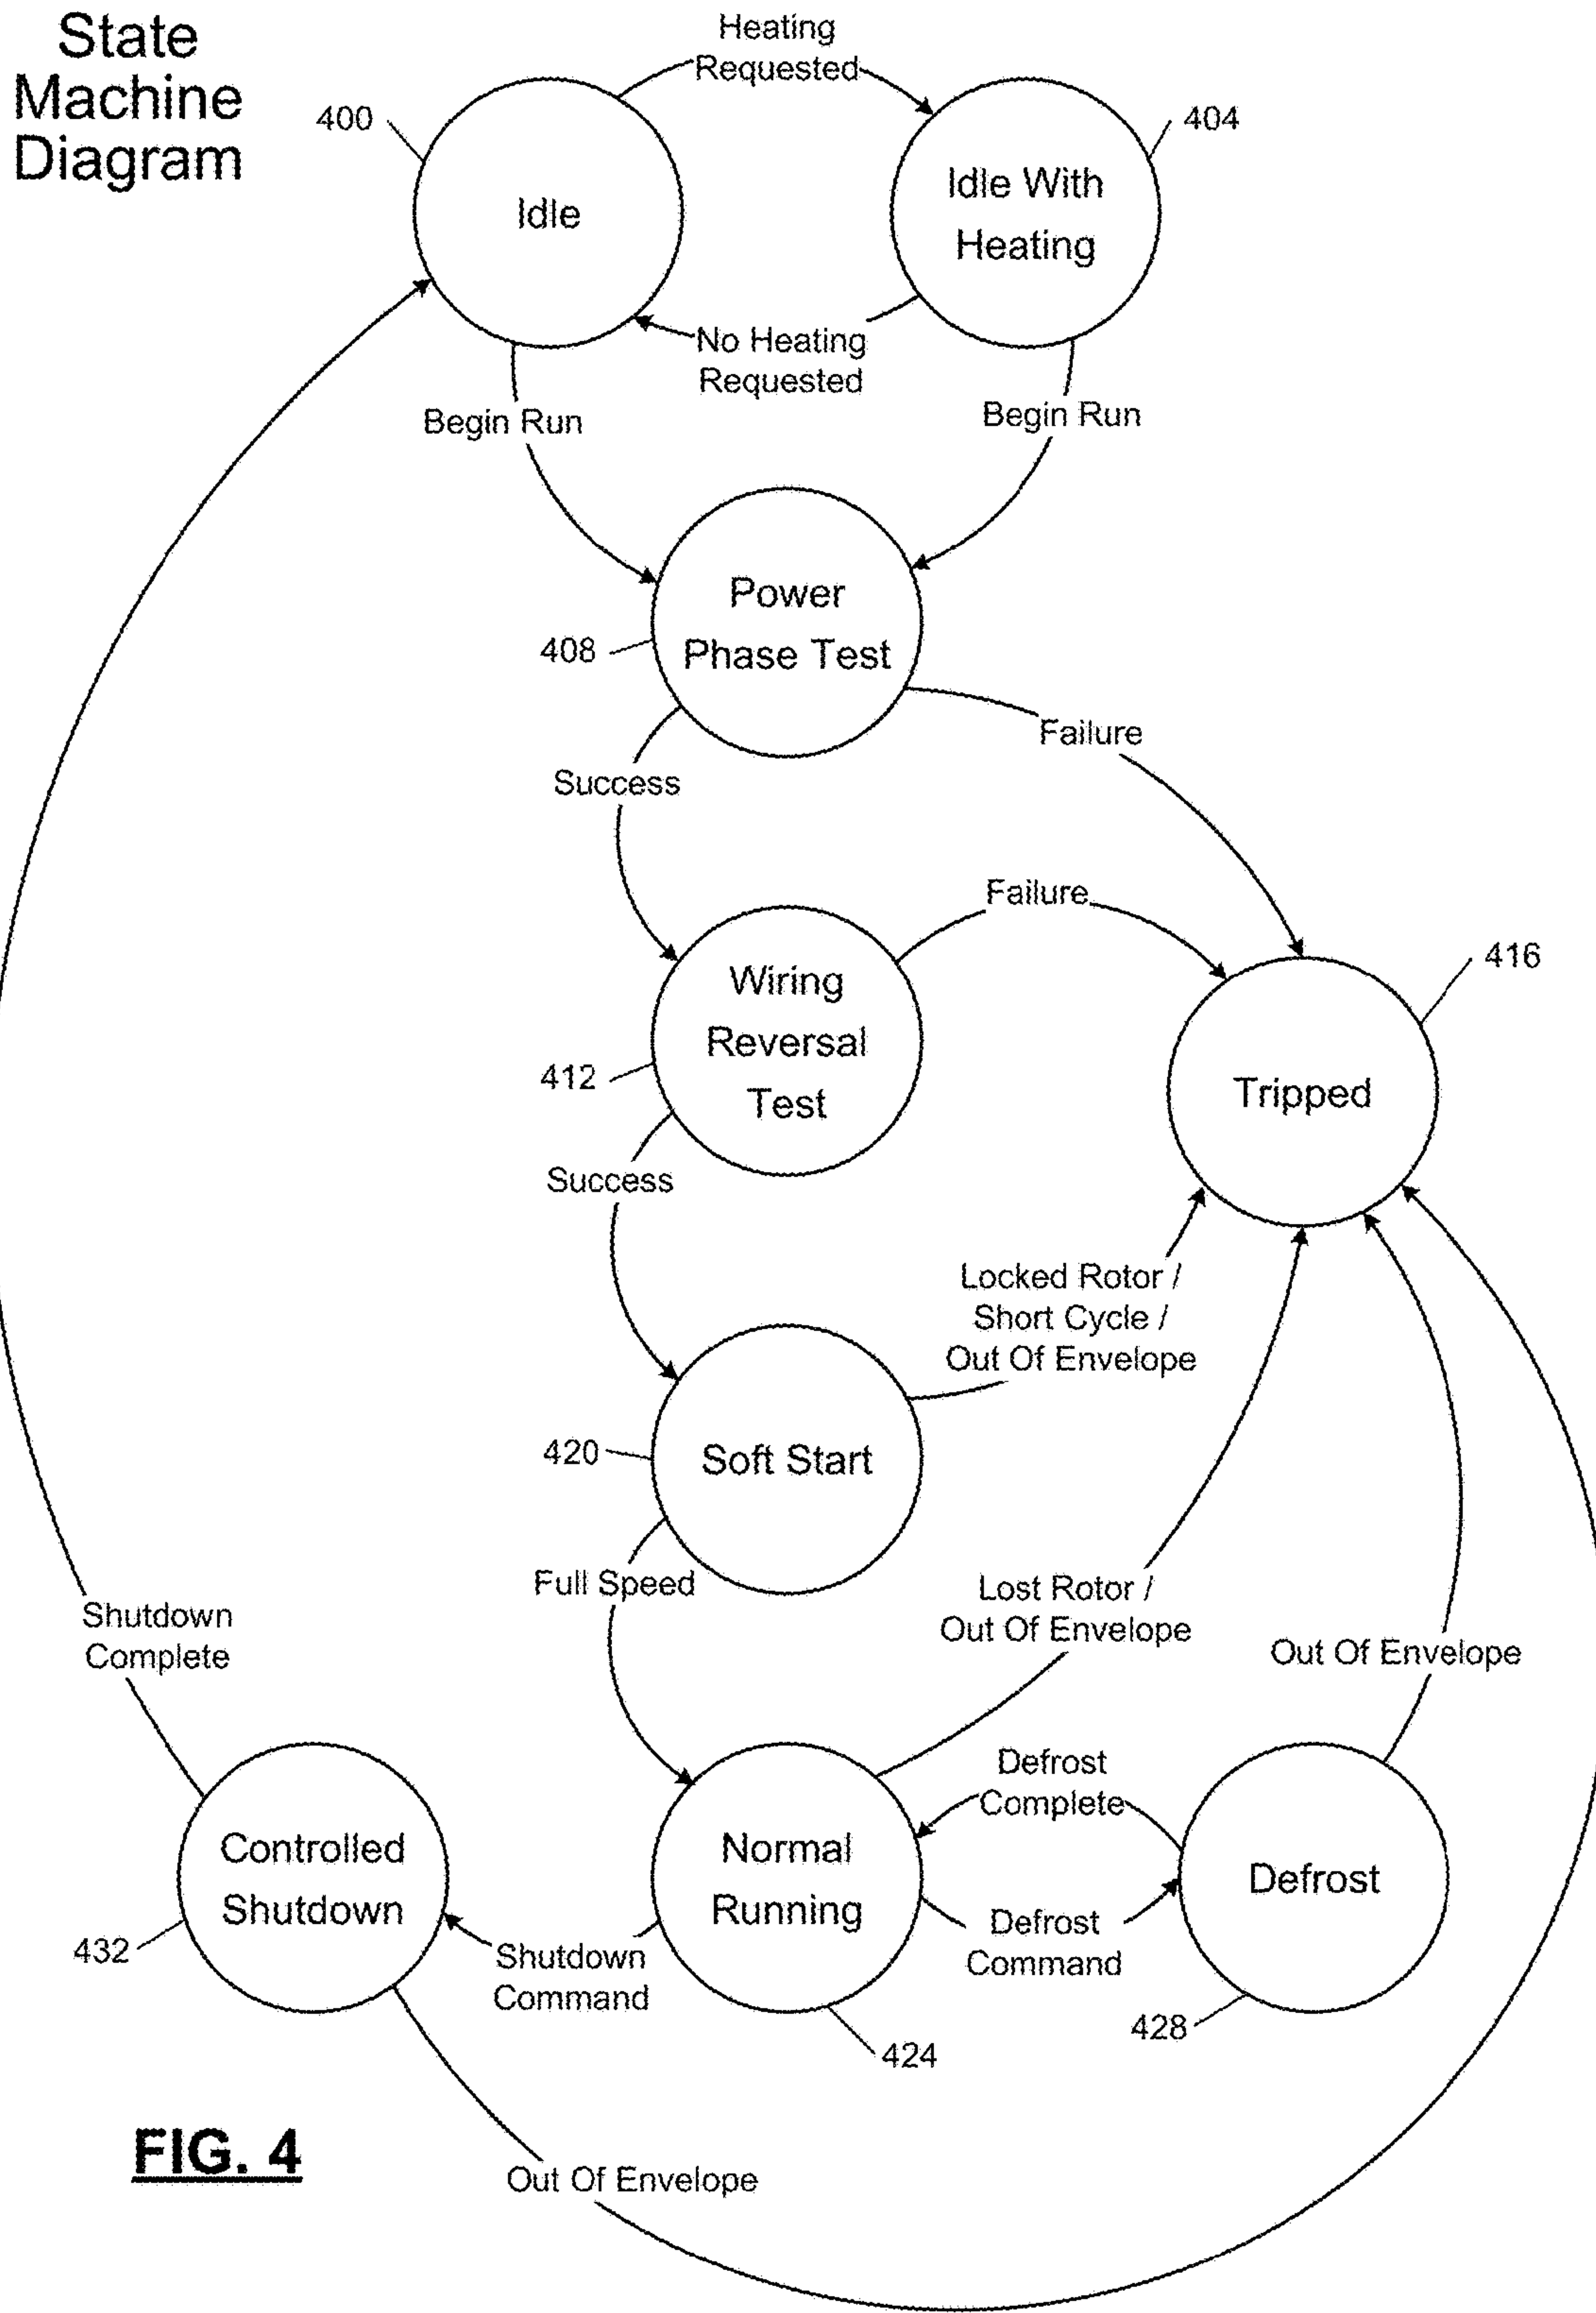 State
Machine
Diagram
Heating
Requested
400
404
Idle
Idle With
Heating
No Heating
Requested
Begin Run
Begin Run
Power
Phase Test
408
Failure
Success
Failure
416
Wiring
Reversal
Test
412
Tripped
Success
Locked Rotor /
Short Cycle /
Out Of Envelope
420
Soft Start
Full Speed
Lost Rotor /
Out Of Envelope
Shutdown
Complete
Out Of Envelope
Defrost
Complete
Controlled
Shutdown
Normal
Running
Defrost
432
Shutdown
Command
Defrost
Command
428
424
FIG. 4
Out Of Envelope